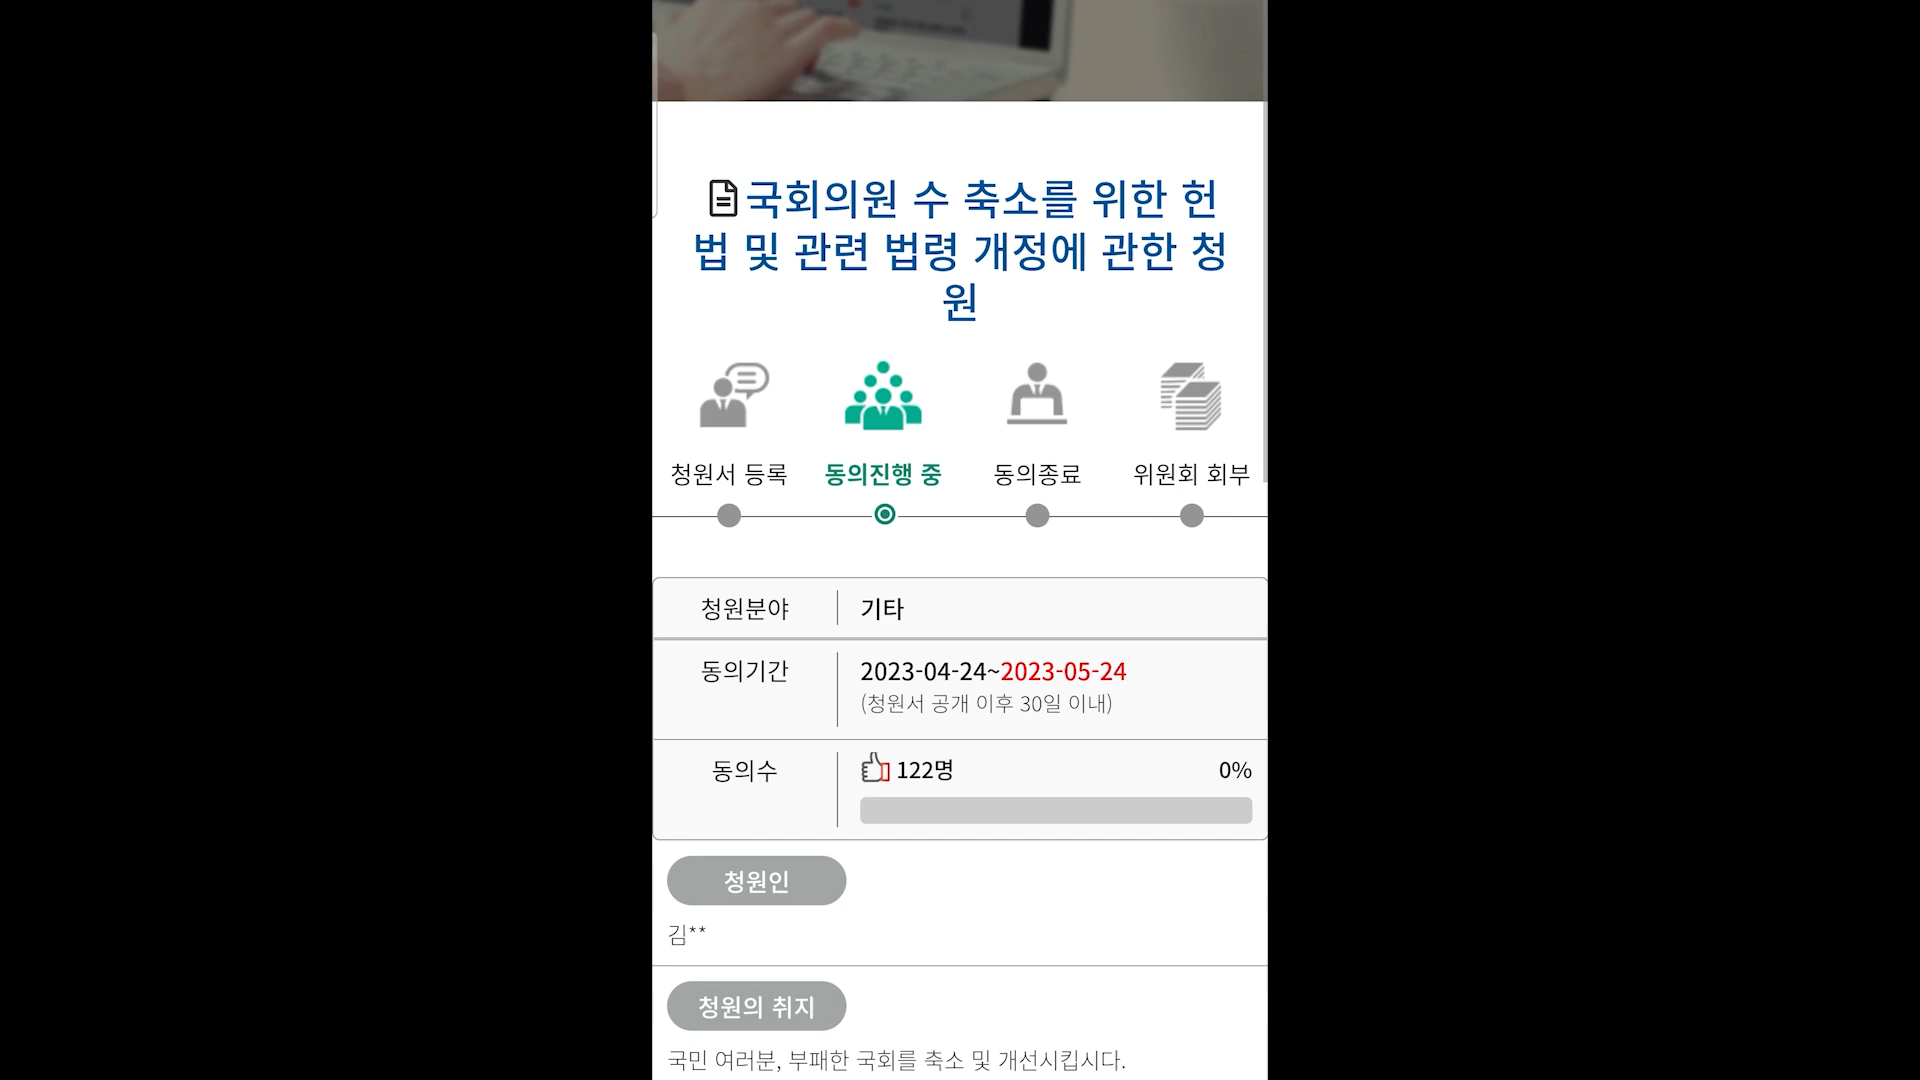 국회의원 수 축소를 위한 헌
법 및 관련 법령 개정에 관한 청
원
청원서 등록
동의진행 중
동의종료
위원회 회부
청원분야
기타
동의기간
2023-04-24~2023-05-24
(청원서 공개 이후 30일 이내)
동의수
122명
0%
청원인
김**
청원의 취지
국민 여러분, 부패한 국회를 축소 및 개선시킵시다.